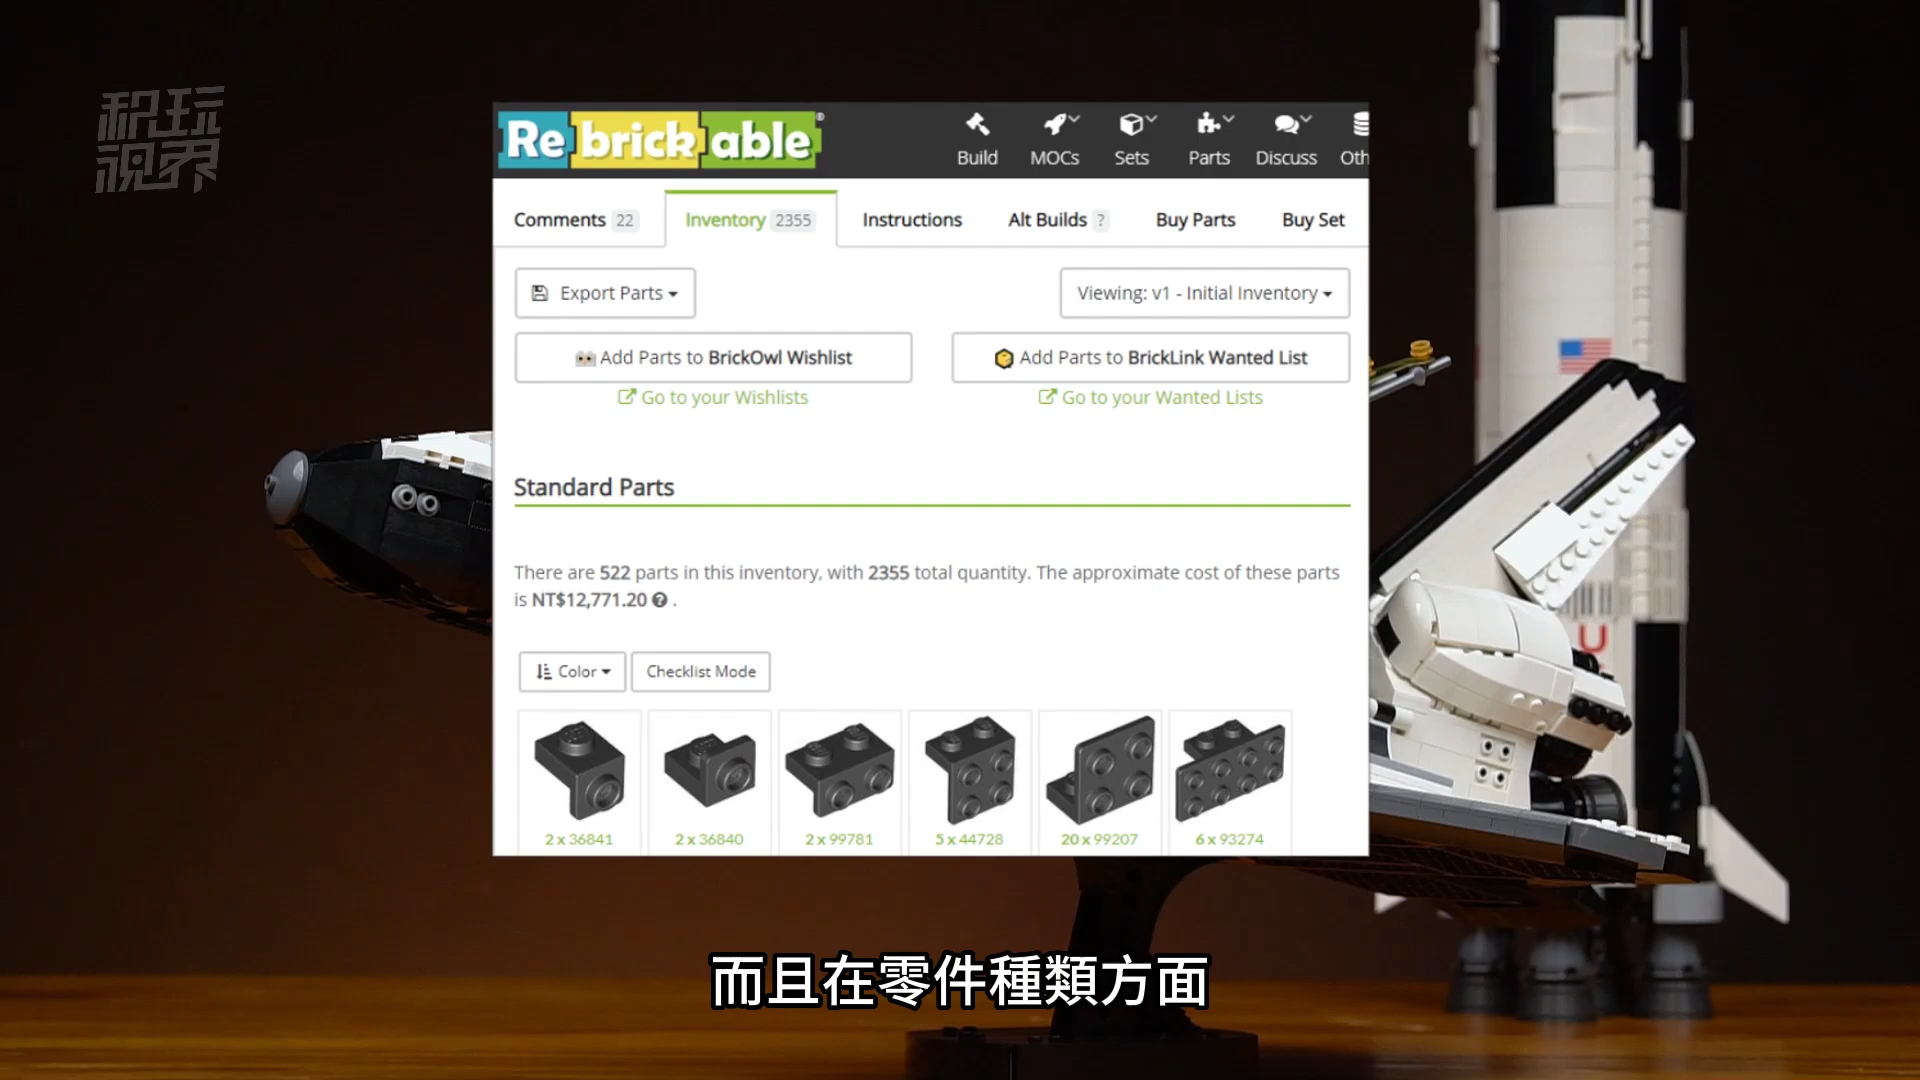 积玩
視界
Rebrickable®
Build
MOCs
Sets
Parts
Discuss
Oth
Comments 22
Inventory 2355
Instructions
Alt Builds ?
Buy Parts
Buy Set
Export Parts
Viewing: v1 - Initial Inventory
Add Parts to BrickOwl Wishlist
Add Parts to BrickLink Wanted List
Go to your Wishlists
Go to your Wanted Lists
Standard Parts
There are 522 parts in this inventory, with 2355 total quantity. The approximate cost of these parts
is NT$12,771.20 ? .
Color
Checklist Mode
2 x 36841
2 x 36840
2 x 99781
5 x 44728
20 x 99207
6 x 93274
U
而且在零件種類方面